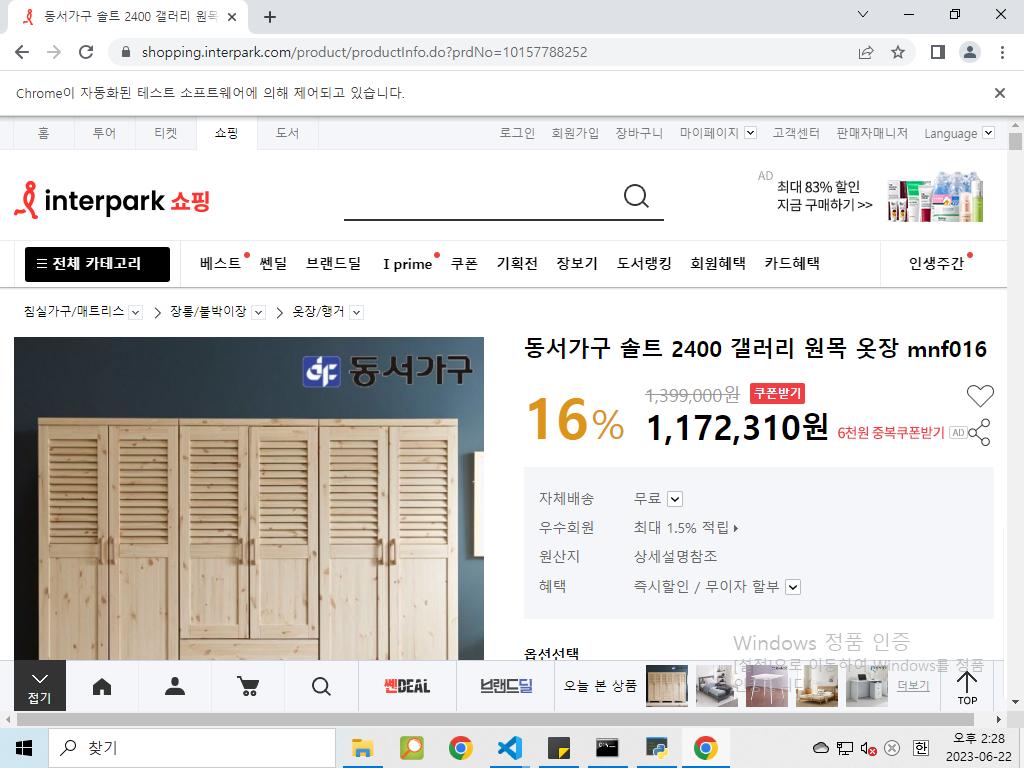 동서가구 솔트 2400 갤러리 원목
shopping.interpark.com/product/productInfo.do?prdNo=10157788252
Chrome이 자동화된 테스트 소프트웨어에 의해 제어되고 있습니다.
홈 투어 티켓 쇼핑 도서 로그인 회원가입 장바구니 마이페이지 고객센터 판매자매니저 Language
interpark 쇼핑
AD 최대 83% 할인
지금 구매하기 >>
전체 카테고리 베스트 쎈딜 브랜드딜 I prime 쿠폰 기획전 장보기 도서랭킹 회원혜택 카드혜택 인생주간
침실가구/매트리스 장롱/붙박이장 옷장/행거
동서가구
동서가구 솔트 2400 갤러리 원목 옷장 mnf016
16% 1,399,000원 쿠폰받기
1,172,310원 6천원 중복쿠폰받기 AD
자체배송 무료
우수회원 최대 1.5% 적립
원산지 상세설명참조
혜택 즉시할인 / 무이자 할부
옵션선택
Windows 정품 인증
[설정]으로 이동하여 Windows를 정품
접기 쎈DEAL 브랜드딜 오늘 본 상품 더보기 TOP
찾기
한
오후 2:28
2023-06-22